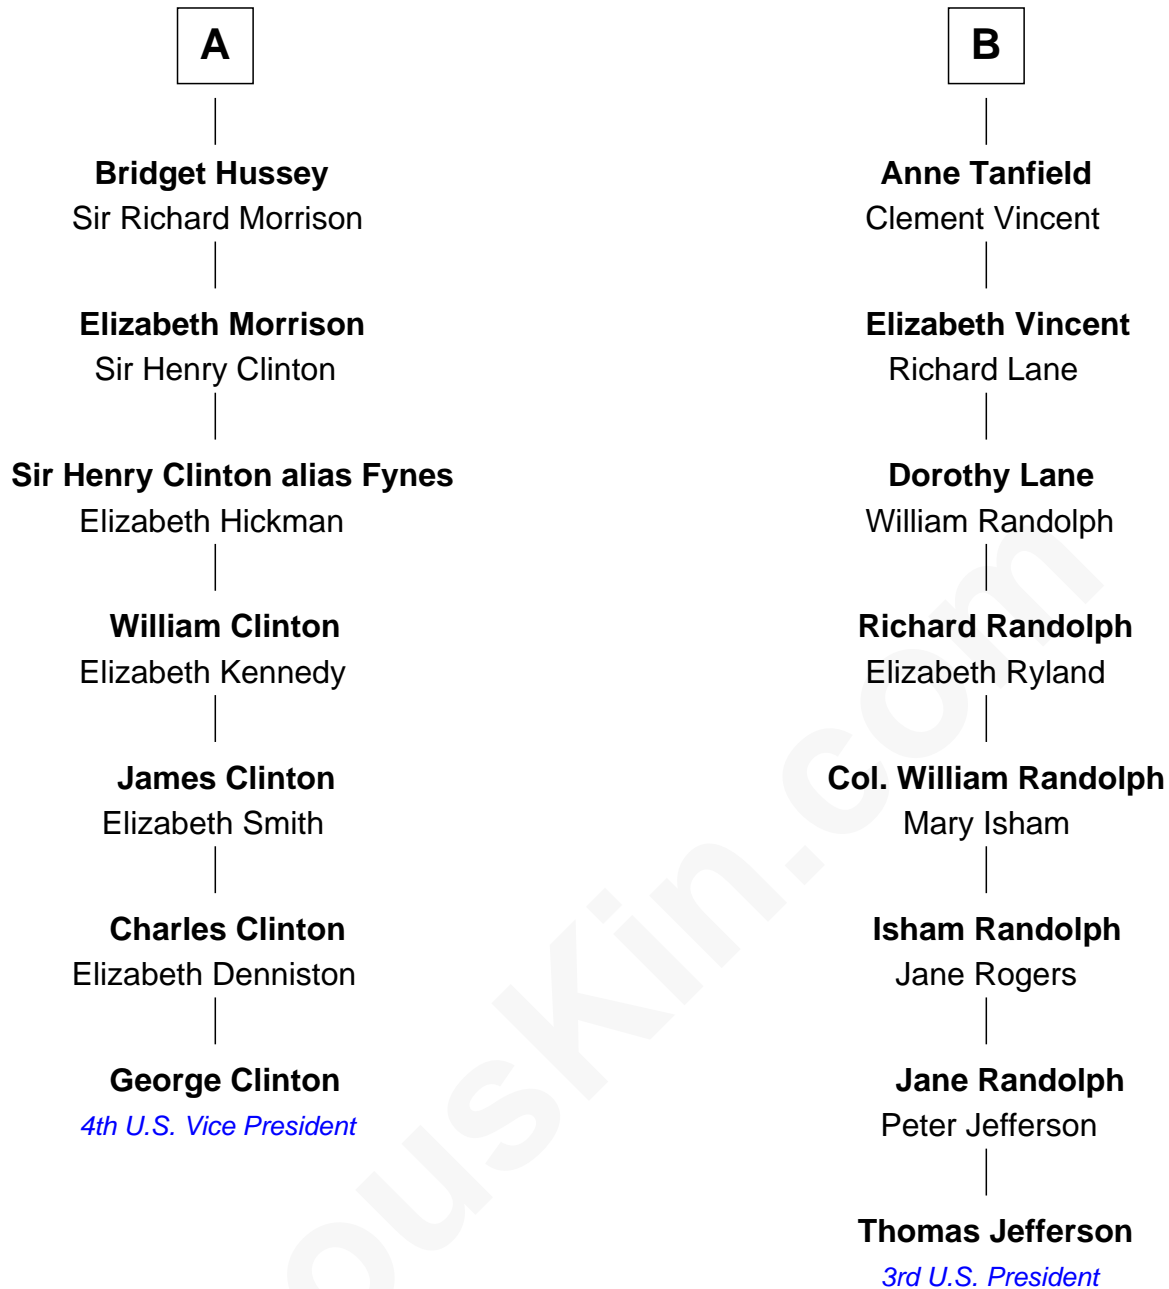 A
Bridget Hussey
Sir Richard Morrison
Elizabeth Morrison
Sir Henry Clinton
Sir Henry Clinton alias Fynes
Elizabeth Hickman
William Clinton
Elizabeth Kennedy
James Clinton
Elizabeth Smith
Charles Clinton
Elizabeth Denniston
George Clinton
4th U.S. Vice President
B
Anne Tanfield
Clement Vincent
Elizabeth Vincent
Richard Lane
Dorothy Lane
William Randolph
Richard Randolph
Elizabeth Ryland
Col. William Randolph
Mary Isham
Isham Randolph
Jane Rogers
Jane Randolph
Peter Jefferson
Thomas Jefferson
3rd U.S. President
ousKin.com